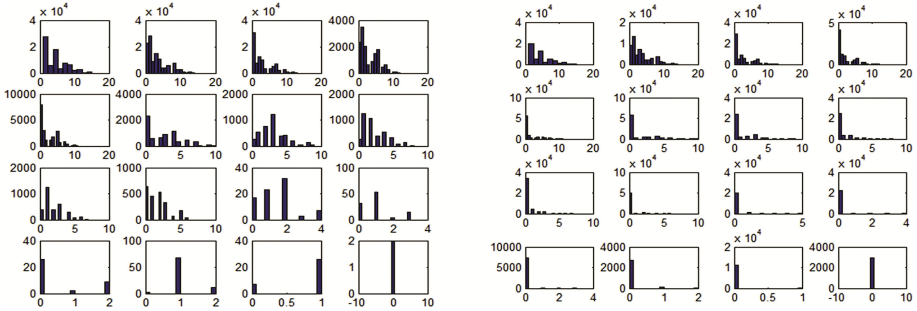 × 10⁴ × 10⁴ × 10⁴
4 4 4 4000
2 2 2 2000
0 0 0 0
0 10 20 0 10 20 0 10 20 0 10 20
10000 4000 2000 2000
5000 2000 1000 1000
0 0 0 0
0 10 20 0 5 10 0 5 10 0 5 10
2000 1000 40 100
1000 500 20 50
0 0 0 0
0 5 10 0 5 10 0 2 4 0 2 4
40 100 40 2
20 50 20 1
0 0 0 0
0 1 2 0 1 2 0 0.5 1 -10 0 10
× 10⁴ × 10⁴ × 10⁴ × 10⁴
4 2 4 5
2 1 2
0 0 0 0
0 10 20 0 10 20 0 10 20 0 10 20
× 10⁴ × 10⁴ × 10⁴ × 10⁴
10 10 4 4
5 5 2 2
0 0 0 0
0 10 20 0 5 10 0 5 10 0 5 10
× 10⁴ × 10⁴ × 10⁴ × 10⁴
4 10 4 4
2 5 2 2
0 0 0 0
0 5 10 0 5 10 0 5 0 2 4
× 10⁴
10000 4000 2 4000
5000 2000 1 2000
0 0 0 0
0 2 4 0 1 2 0 0.5 1 -10 0 10